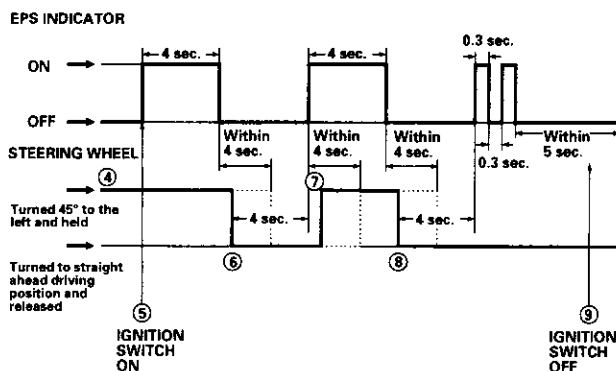 EPS INDICATOR
4 sec.
4 sec.
0.3 sec.
ON
OFF
Within 4 sec.
Within 4 sec.
Within 4 sec.
0.3 sec.
Within 5 sec.
STEERING WHEEL
④
Turned 45° to the left and held
⑦
4 sec.
4 sec.
Turned to straight ahead driving position and released
⑥
⑧
⑤
IGNITION SWITCH ON
⑨
IGNITION SWITCH OFF